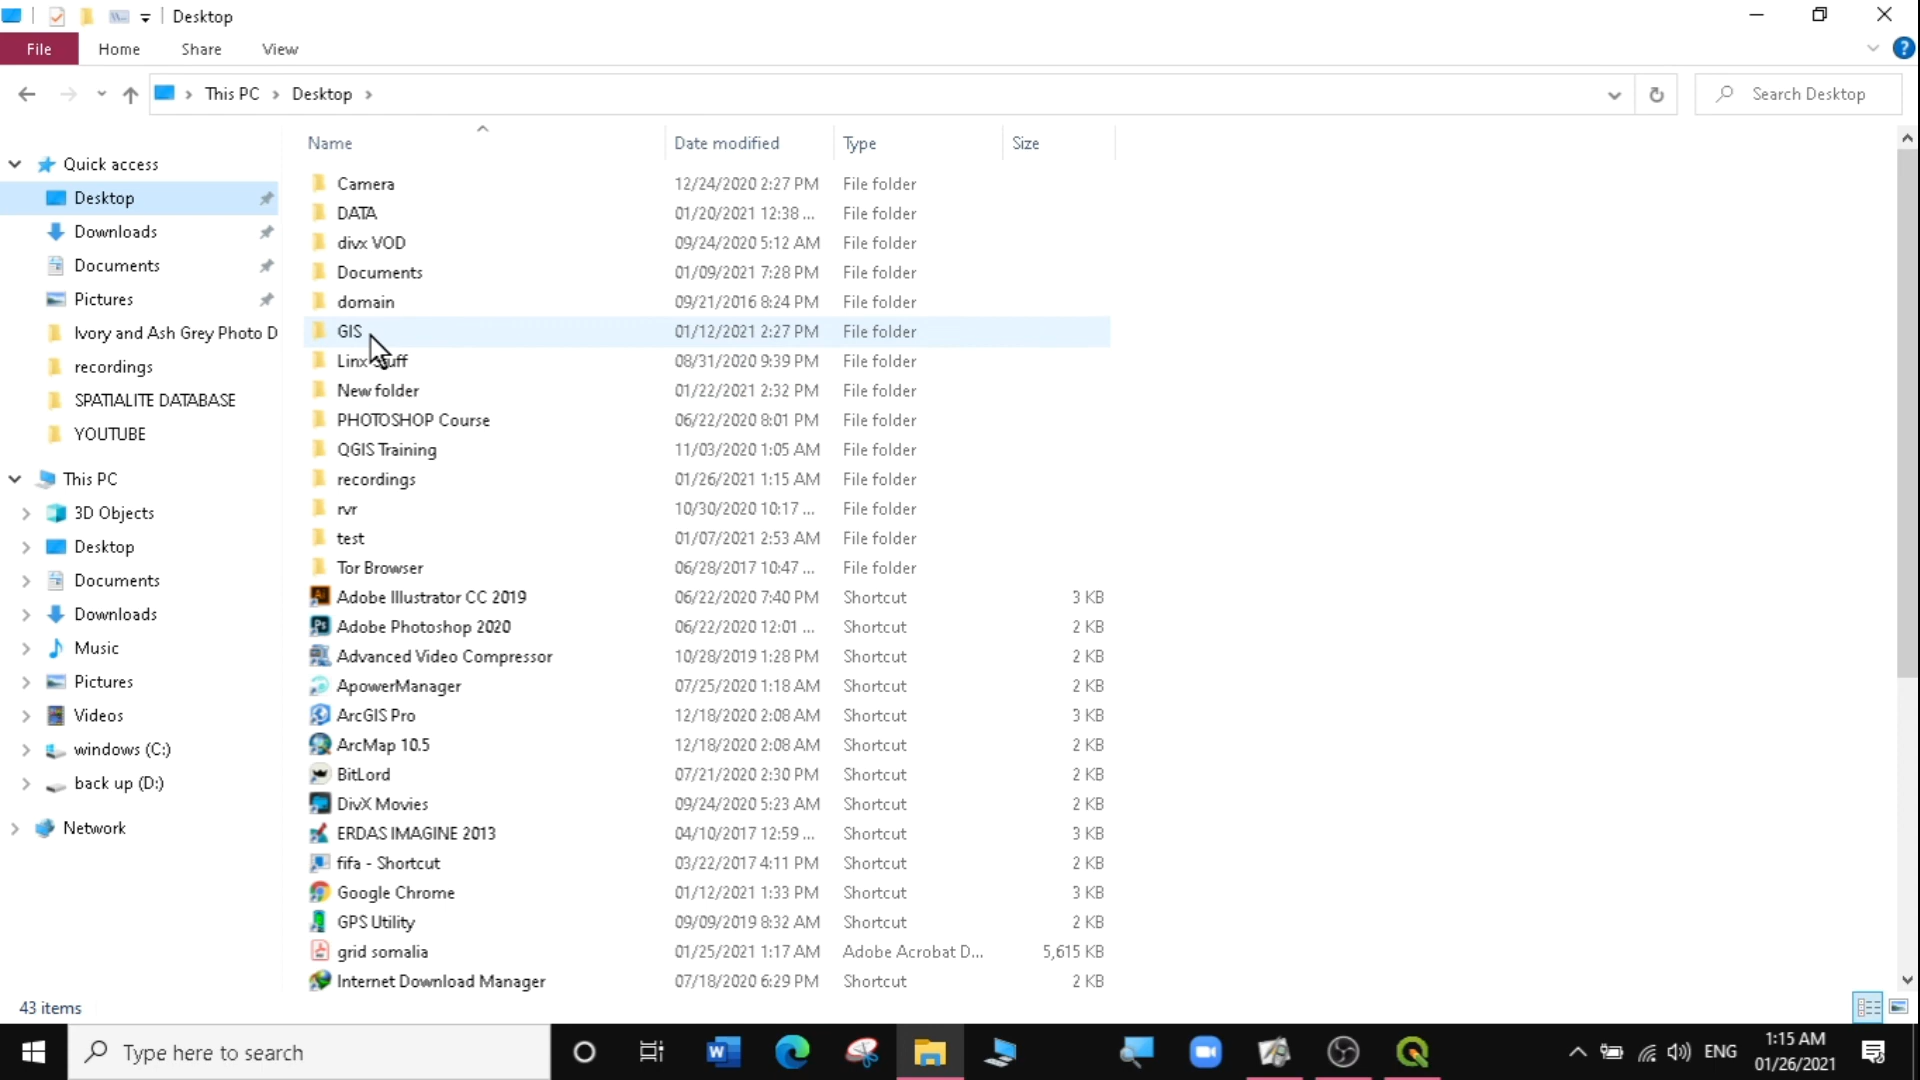 Desktop
File Home Share View
This PC Desktop
Search Desktop
Name Date modified Type Size
Quick access
Desktop
Downloads
Documents
Pictures
Ivory and Ash Grey Photo D
recordings
SPATIALITE DATABASE
YOUTUBE
This PC
3D Objects
Desktop
Documents
Downloads
Music
Pictures
Videos
windows (C:)
back up (D:)
Network
Camera 12/24/2020 2:27 PM File folder
DATA 01/20/2021 12:38 ... File folder
divx VOD 09/24/2020 5:12 AM File folder
Documents 01/09/2021 7:28 PM File folder
domain 09/21/2016 8:24 PM File folder
GIS 01/12/2021 2:27 PM File folder
Linx stuff 08/31/2020 9:39 PM File folder
New folder 01/22/2021 2:32 PM File folder
PHOTOSHOP Course 06/22/2020 8:01 PM File folder
QGIS Training 11/03/2020 1:05 AM File folder
recordings 01/26/2021 1:15 AM File folder
rvr 10/30/2020 10:17 ... File folder
test 01/07/2021 2:53 AM File folder
Tor Browser 06/28/2017 10:47 ... File folder
Adobe Illustrator CC 2019 06/22/2020 7:40 PM Shortcut 3 KB
Adobe Photoshop 2020 06/22/2020 12:01 ... Shortcut 2 KB
Advanced Video Compressor 10/28/2019 1:28 PM Shortcut 2 KB
ApowerManager 07/25/2020 1:18 AM Shortcut 2 KB
ArcGIS Pro 12/18/2020 2:08 AM Shortcut 3 KB
ArcMap 10.5 12/18/2020 2:08 AM Shortcut 2 KB
BitLord 07/21/2020 2:30 PM Shortcut 2 KB
DivX Movies 09/24/2020 5:23 AM Shortcut 2 KB
ERDAS IMAGINE 2013 04/10/2017 12:59 ... Shortcut 3 KB
fifa - Shortcut 03/22/2017 4:11 PM Shortcut 2 KB
Google Chrome 01/12/2021 1:33 PM Shortcut 3 KB
GPS Utility 09/09/2019 8:32 AM Shortcut 2 KB
grid somalia 01/25/2021 1:17 AM Adobe Acrobat D... 5,615 KB
Internet Download Manager 07/18/2020 6:29 PM Shortcut 2 KB
43 items
Type here to search
ENG
1:15 AM
01/26/2021